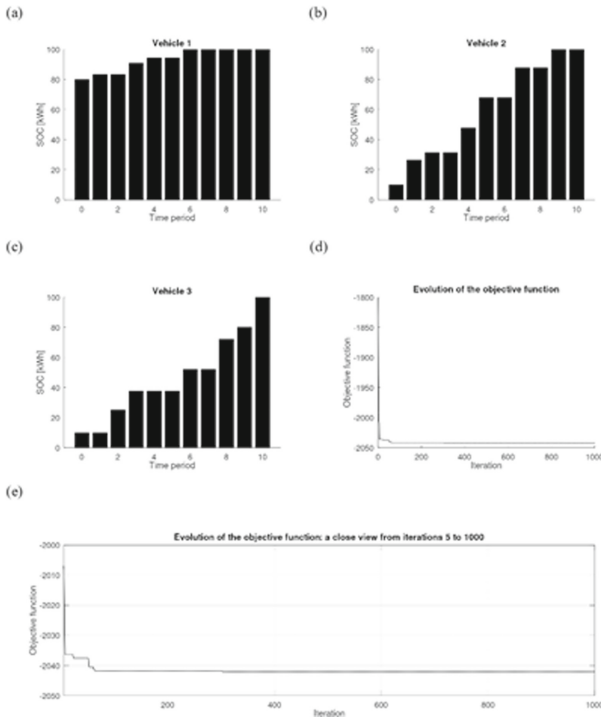 (a)
Vehicle 1
100
80
60
40
20
0
SOC [kWh]
0 2 4 6 8 10
Time period
(b)
Vehicle 2
100
80
60
40
20
0
SOC [kWh]
0 2 4 6 8 10
Time period
(c)
Vehicle 3
100
80
60
40
20
0
SOC [kWh]
0 2 4 6 8 10
Time period
(d)
Evolution of the objective function
-1800
-1850
-1900
-1950
-2000
-2050
Objective function
0 200 400 600 800 1000
Iteration
(e)
Evolution of the objective function: a close view from iterations 5 to 1000
-2000
-2010
-2020
-2030
-2040
-2050
Objective function
200 400 600 800 1000
Iteration